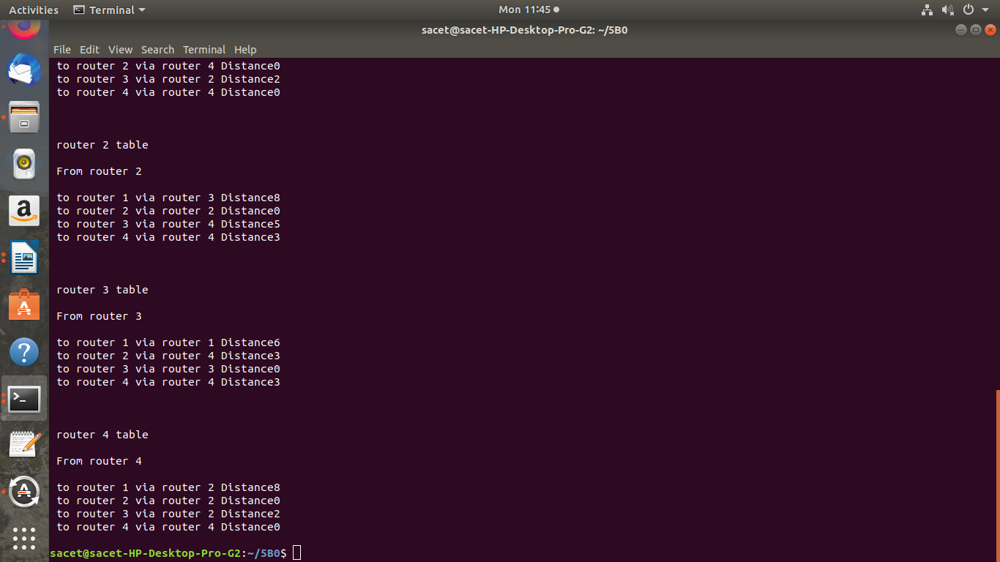 Activities Terminal Mon 11:45
sacet@sacet-HP-Desktop-Pro-G2: ~/5B0
File Edit View Search Terminal Help
to router 2 via router 4 Distance0
to router 3 via router 2 Distance2
to router 4 via router 4 Distance0
router 2 table
From router 2
to router 1 via router 3 Distance8
to router 2 via router 2 Distance0
to router 3 via router 4 Distance5
to router 4 via router 4 Distance3
router 3 table
From router 3
to router 1 via router 1 Distance6
to router 2 via router 4 Distance3
to router 3 via router 3 Distance0
to router 4 via router 4 Distance3
router 4 table
From router 4
to router 1 via router 2 Distance8
to router 2 via router 2 Distance0
to router 3 via router 2 Distance2
to router 4 via router 4 Distance0
sacet@sacet-HP-Desktop-Pro-G2:~/5B0$